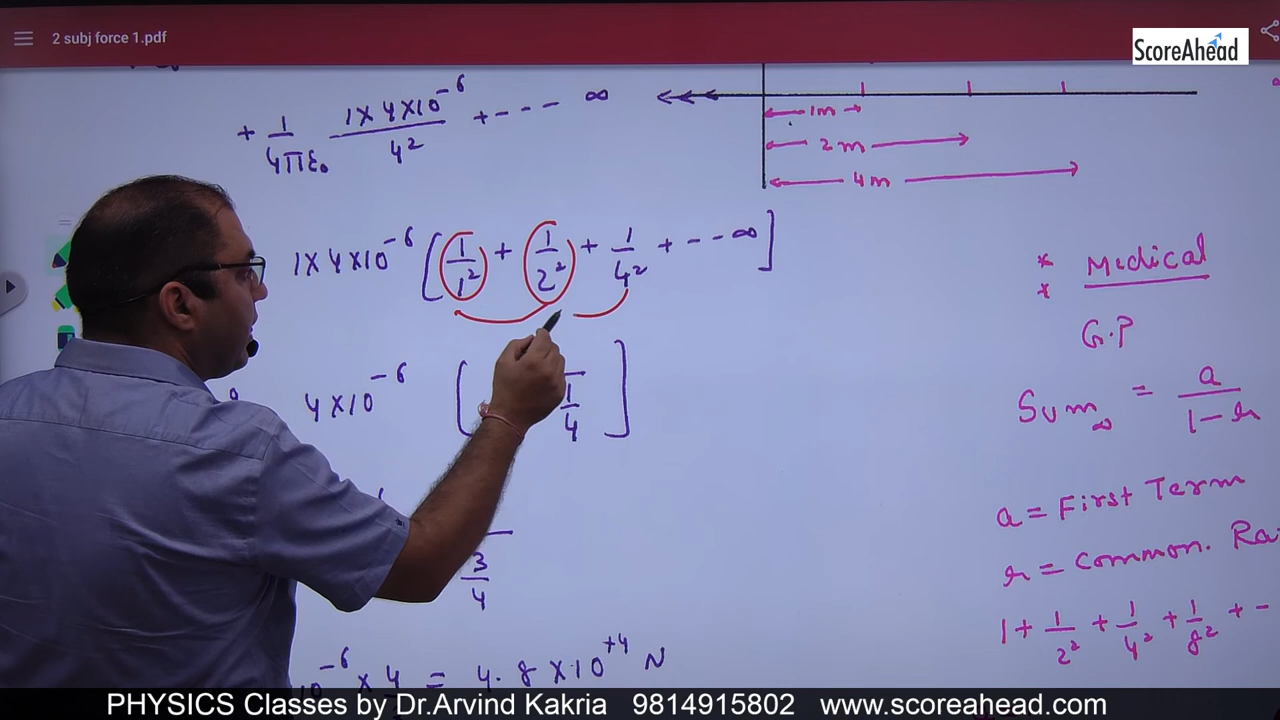 2 subj force 1.pdf
ScoreAhead
+ 1/4πε₀ 1×4×10⁻⁶/4² + - - - - ∞
1m
2m
4m
1×4×10⁻⁶ [ 1/1² + 1/2² + 1/4² + - - - ∞ ]
* Medical
*
G.P
4×10⁻⁶ [ 1/4 ]
Sum∞ = a/1-r
a = First Term
r = Common.
3/4
1 + 1/2² + 1/4² + 1/8² + -
10⁻⁶ × 4 = 4.8×10⁺⁴ N
PHYSICS Classes by Dr.Arvind Kakria 9814915802 www.scoreahead.com